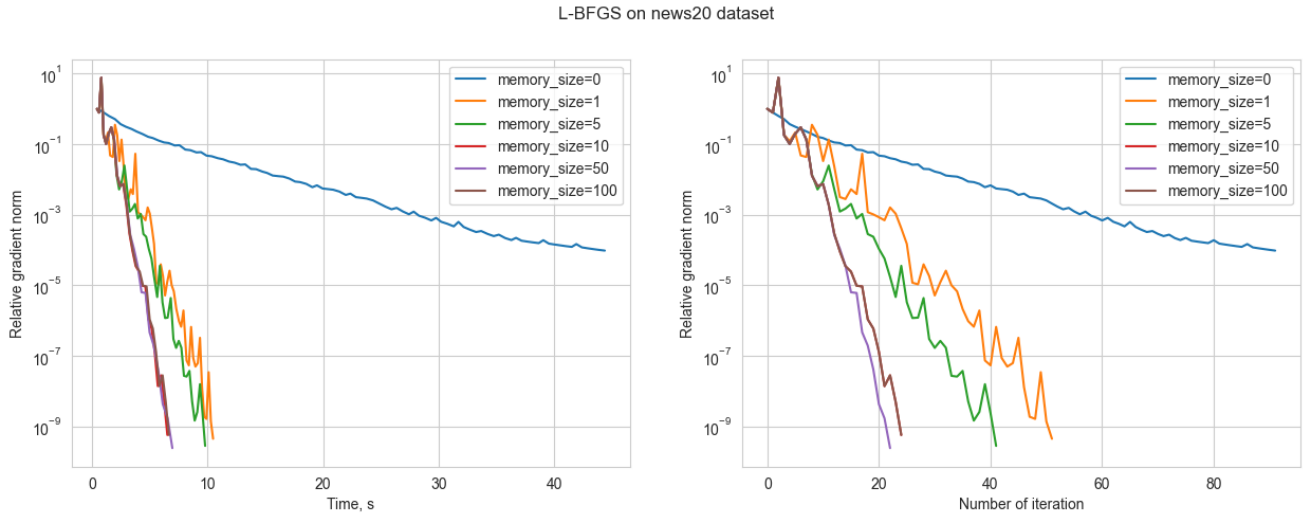 L-BFGS on news20 dataset
Relative gradient norm
10^1
10^-1
10^-3
10^-5
10^-7
10^-9
memory_size=0
memory_size=1
memory_size=5
memory_size=10
memory_size=50
memory_size=100
0 10 20 30 40
Time, s
Relative gradient norm
10^1
10^-1
10^-3
10^-5
10^-7
10^-9
memory_size=0
memory_size=1
memory_size=5
memory_size=10
memory_size=50
memory_size=100
0 20 40 60 80
Number of iteration